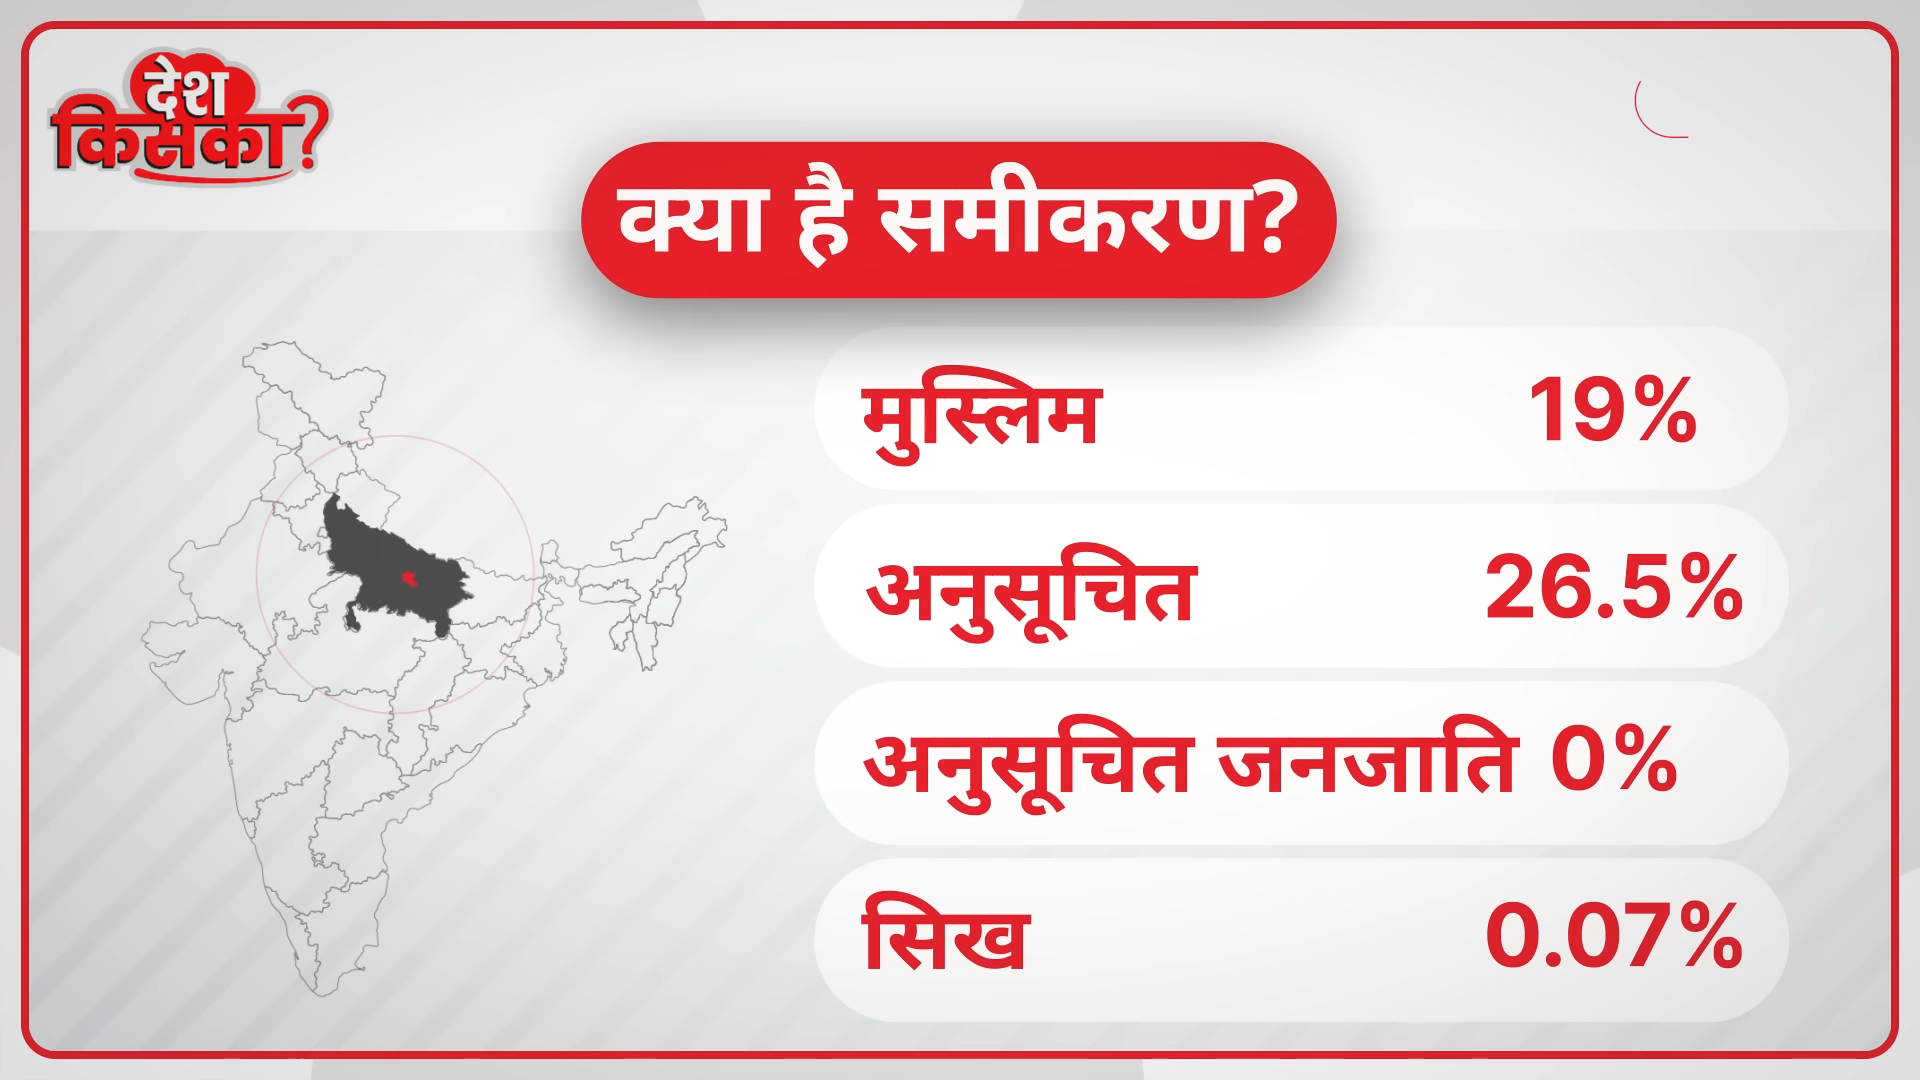 देश
किसका?
क्या है समीकरण?
मुस्लिम 19%
अनुसूचित 26.5%
अनुसूचित जनजाति 0%
सिख 0.07%